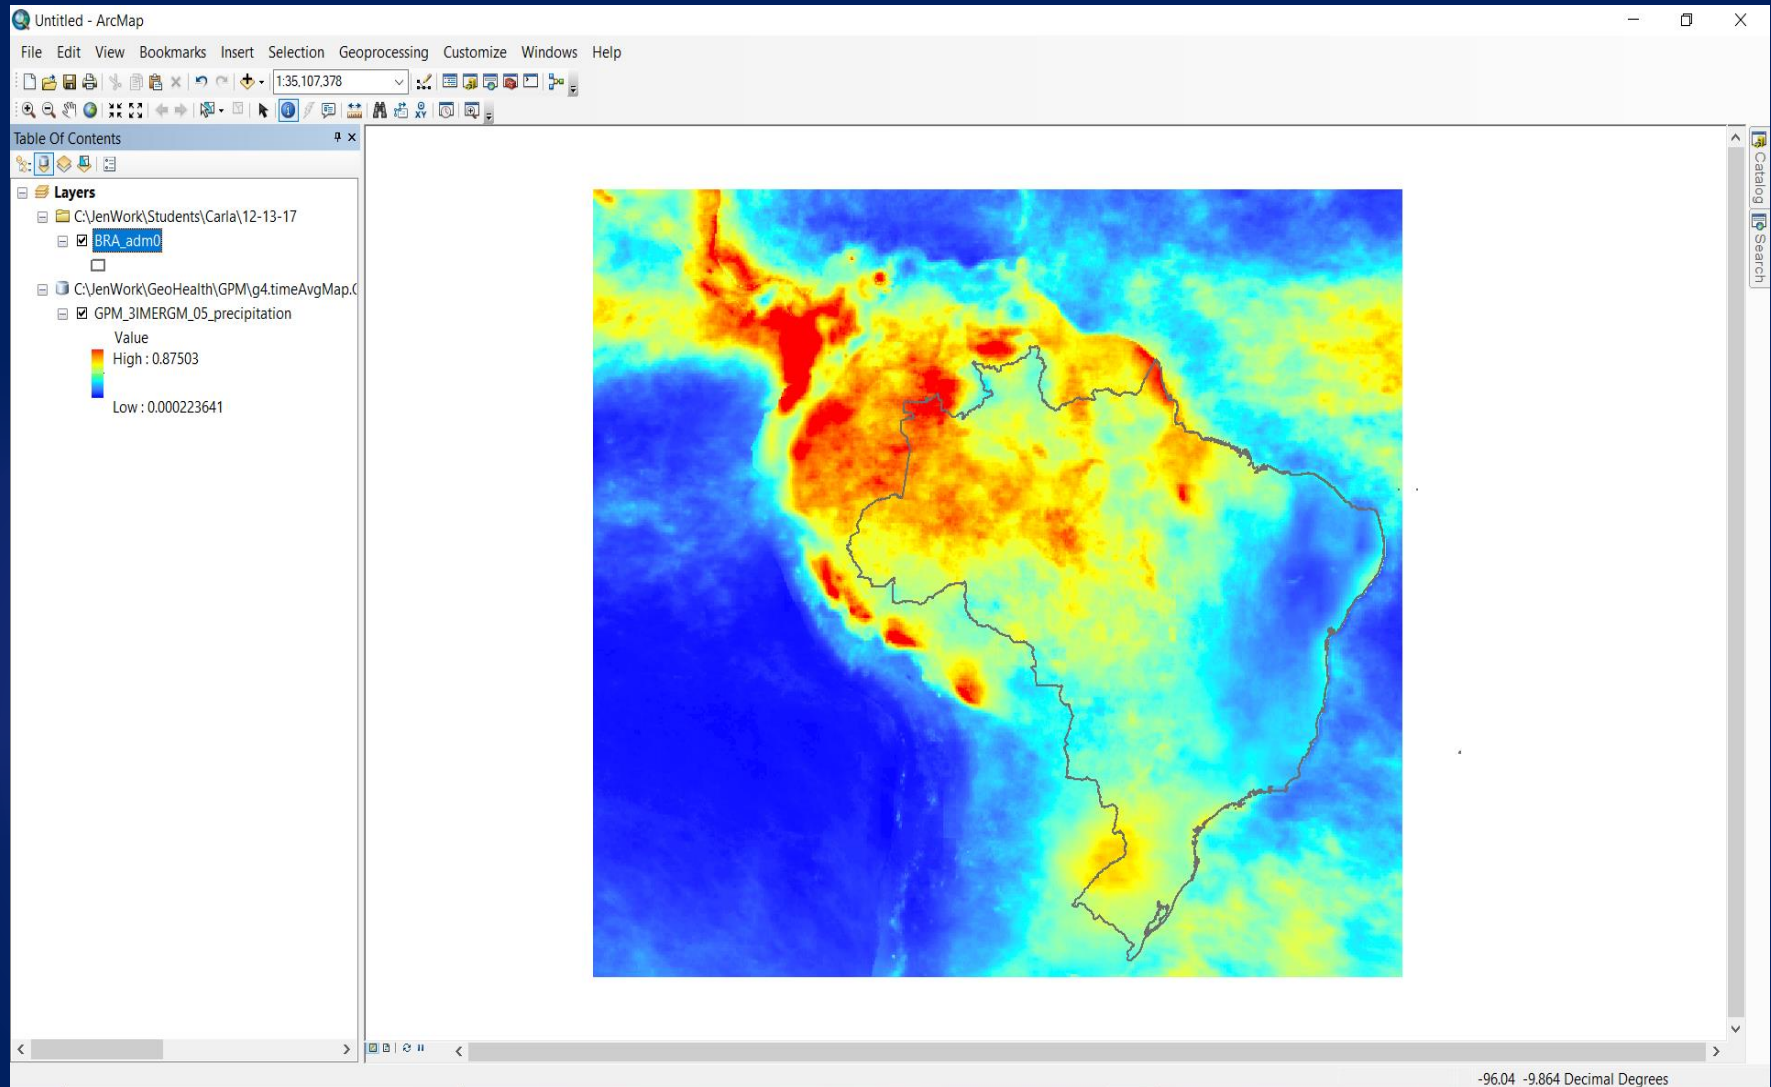 Untitled - ArcMap
File Edit View Bookmarks Insert Selection Geoprocessing Customize Windows Help
1:35,107,378
XY
Table Of Contents
Layers
C:\JenWork\Students\Carla\12-13-17
BRA_adm0
C:\JenWork\GeoHealth\GPM\g4.timeAvgMap.
GPM_3IMERGM_05_precipitation
Value
High : 0.87503
Low : 0.000223641
Catalog
Search
-96.04 -9.864 Decimal Degrees